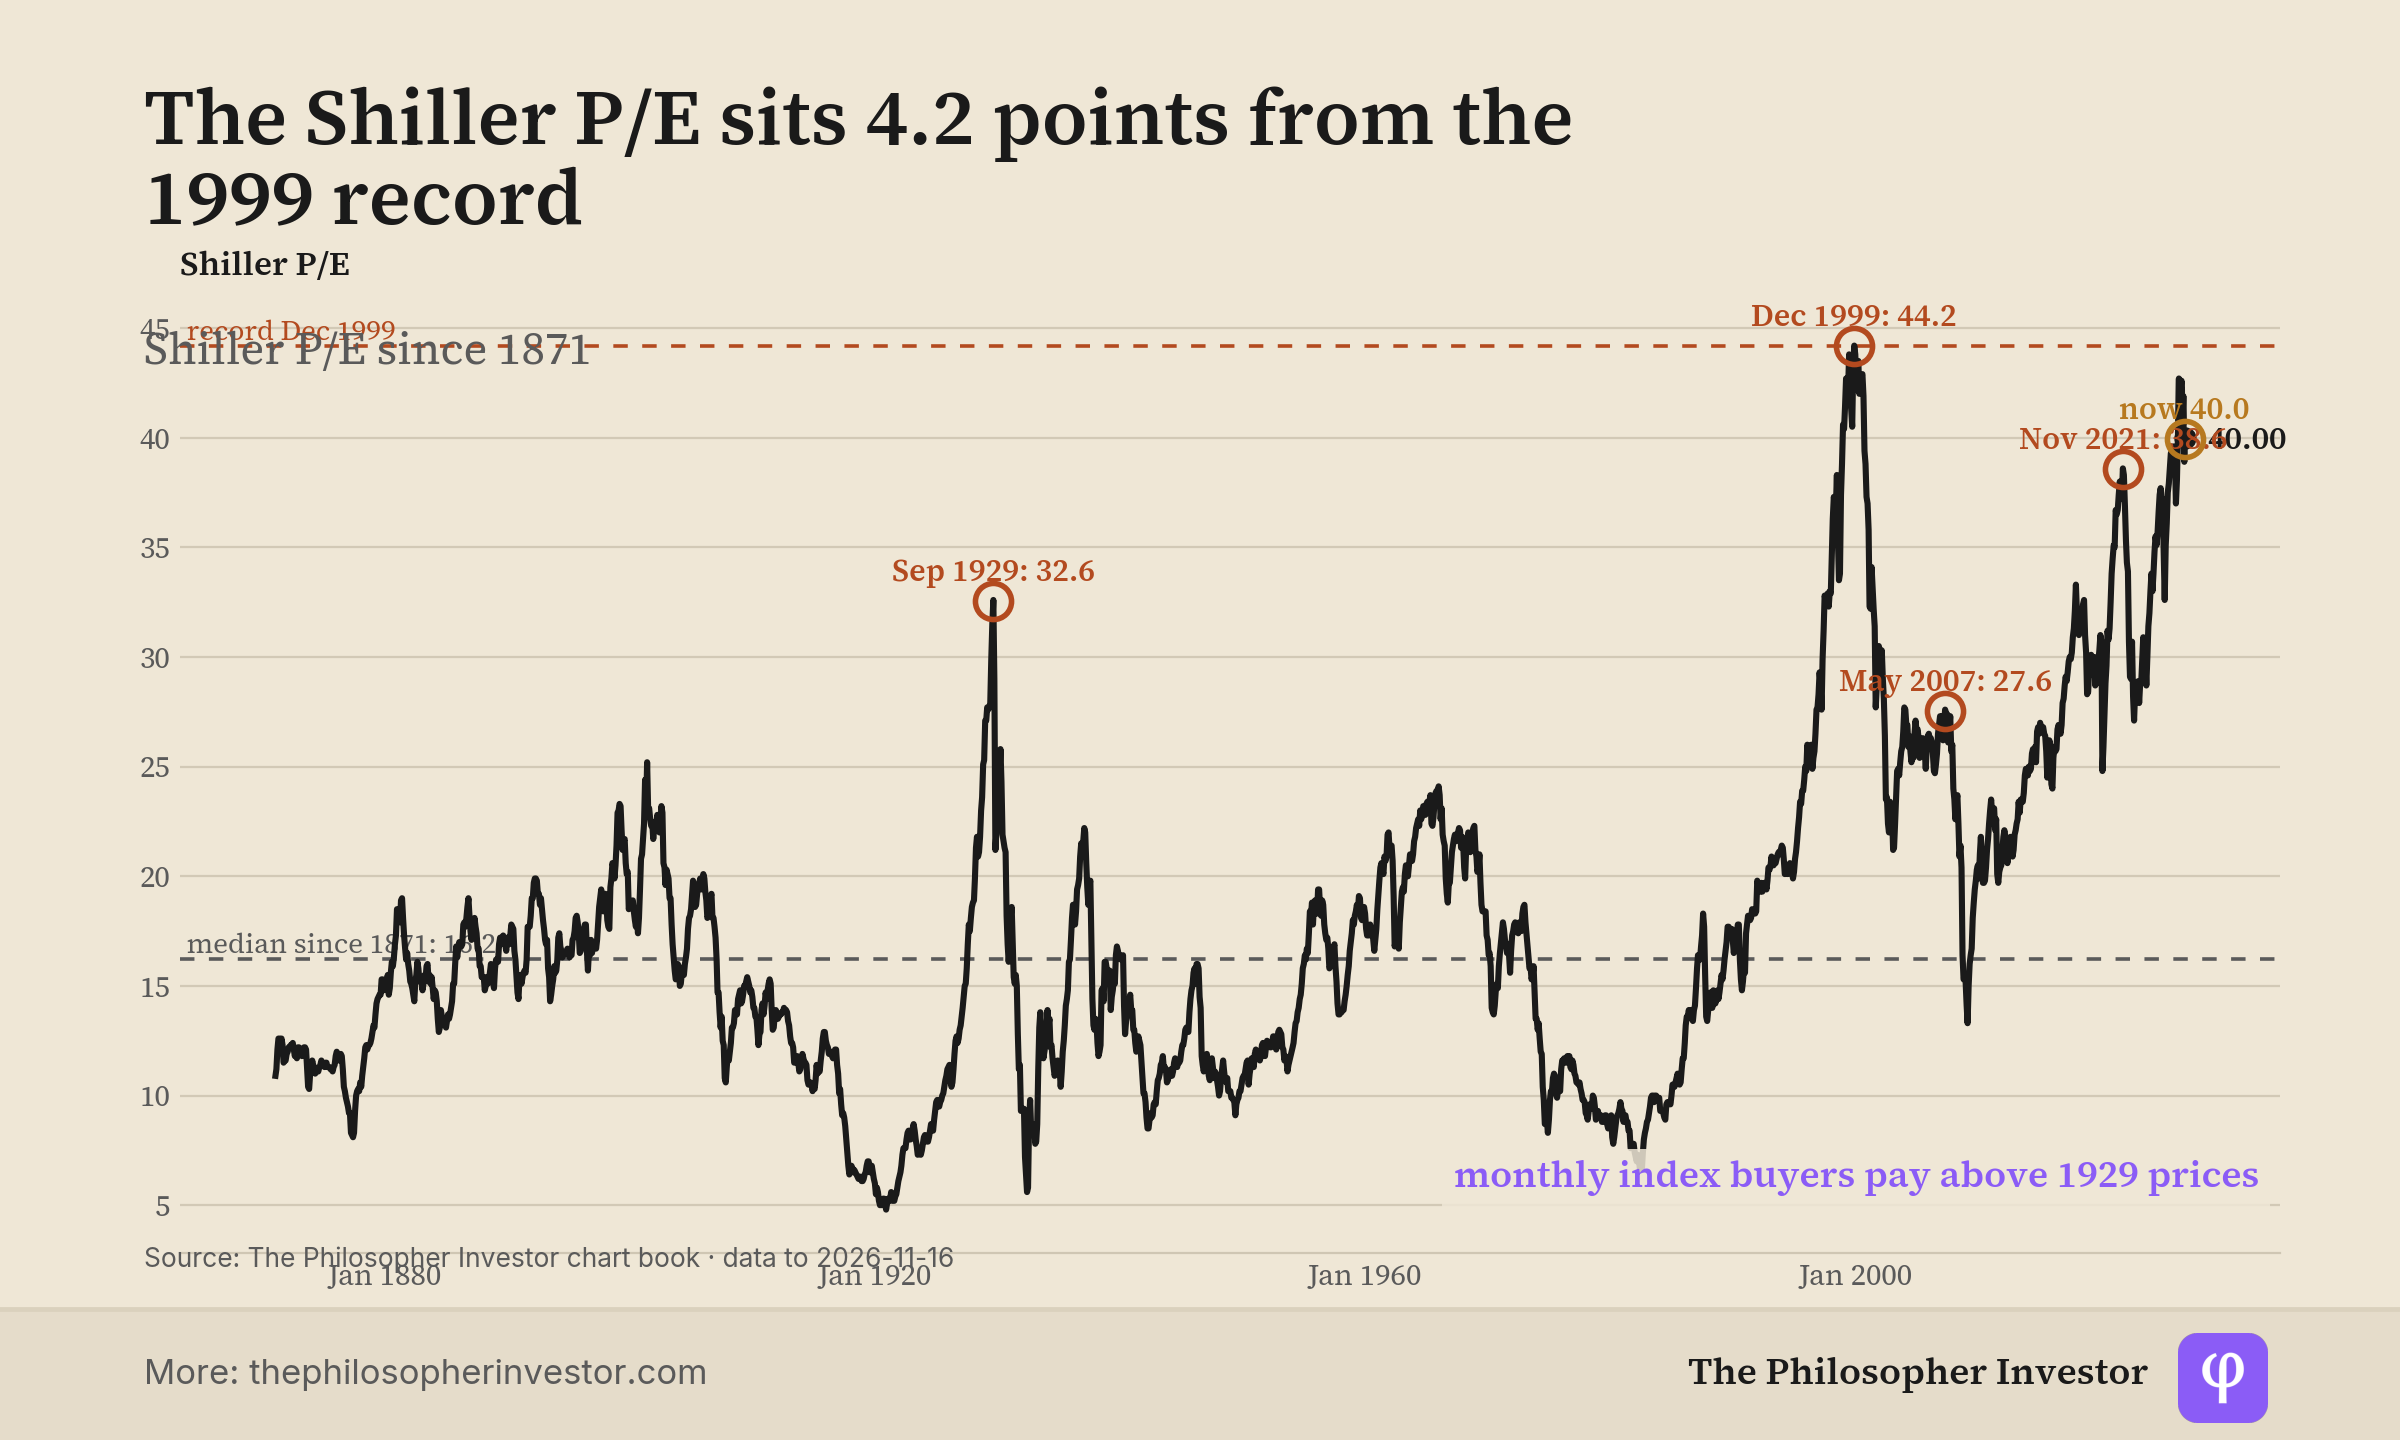 The Shiller P/E sits 4.2 points from the
1999 record
Shiller P/E
45
record Dec 1999
Shiller P/E since 1871
Dec 1999: 44.2
now 40.0
40
Nov 2021: 38.6
40.00
35
Sep 1929: 32.6
30
May 2007: 27.6
25
20
median since 1871: 16.2
15
10
monthly index buyers pay above 1929 prices
5
Source: The Philosopher Investor chart book · data to 2026-11-16
Jan 1880
Jan 1920
Jan 1960
Jan 2000
More: thephilosopherinvestor.com
The Philosopher Investor
φ